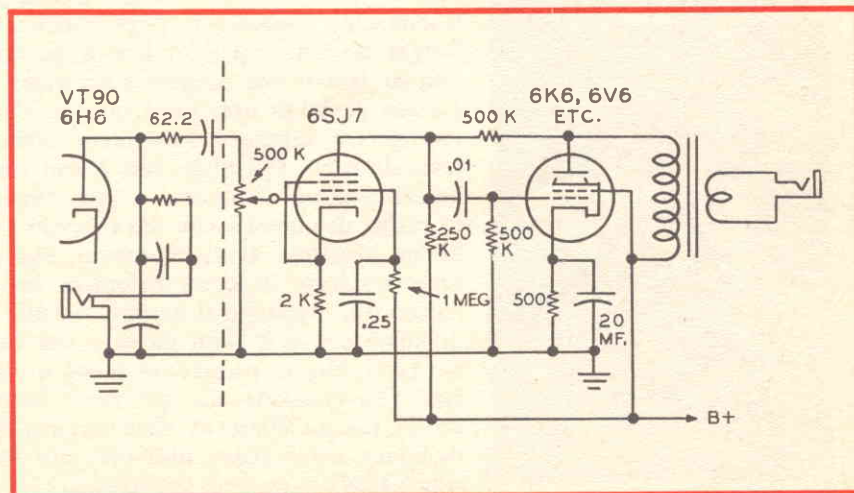 VT90
6H6
62.2
500 K
6SJ7
500 K
6K6, 6V6
ETC.
.01
250
K
500
K
2 K
.25
1 MEG
500
20
MF.
B+